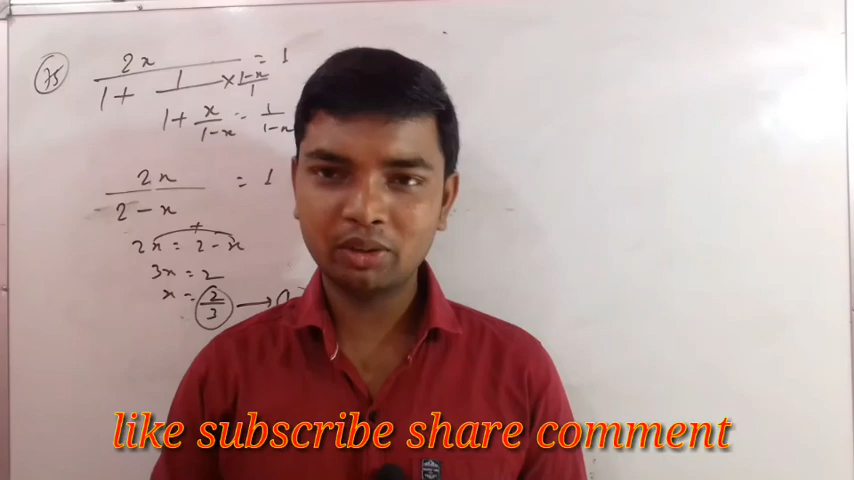 75
2x
= 1
1 +
1
× 1-x
1
1 + x = 1
1-x 1-x
2x = 1
2 - x
+
2x = 2 - x
3x = 2
x = 2 →
3
like subscribe share comment